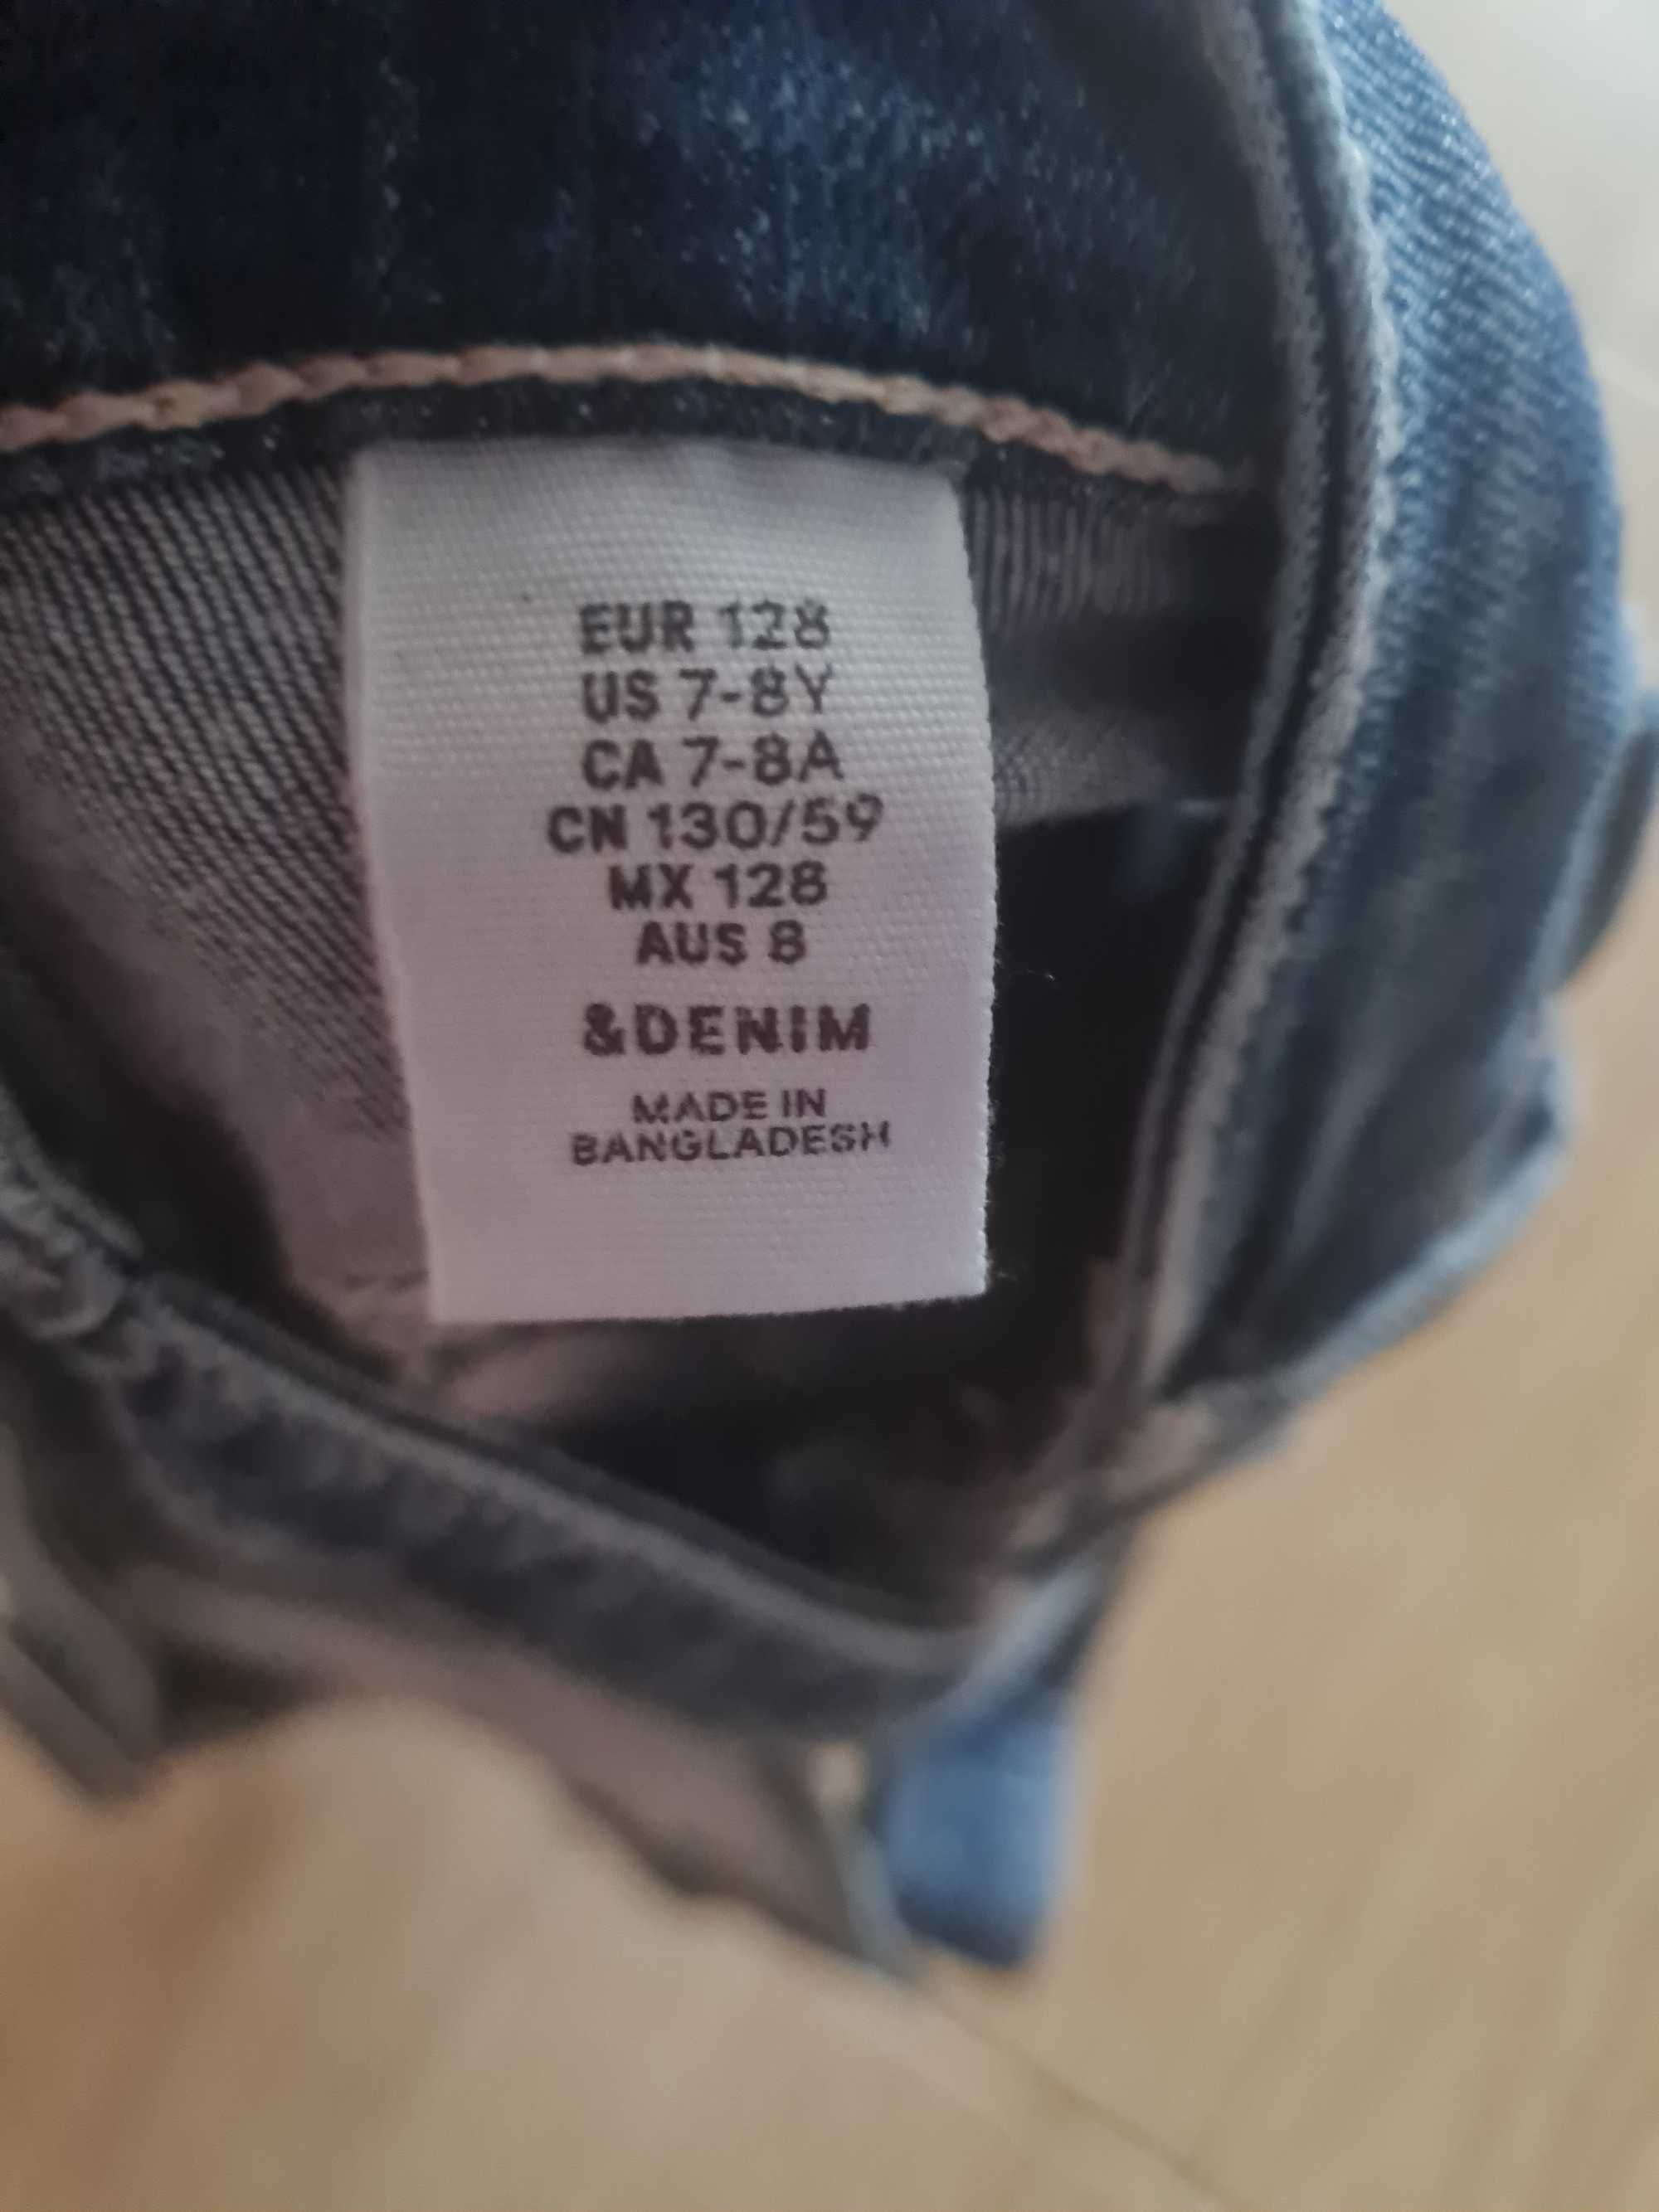 EUR 128
US 7-8Y
CA 7-8A
CN 130/59
MX 128
AUS 8
&DENIM
MADE IN
BANGLADESH